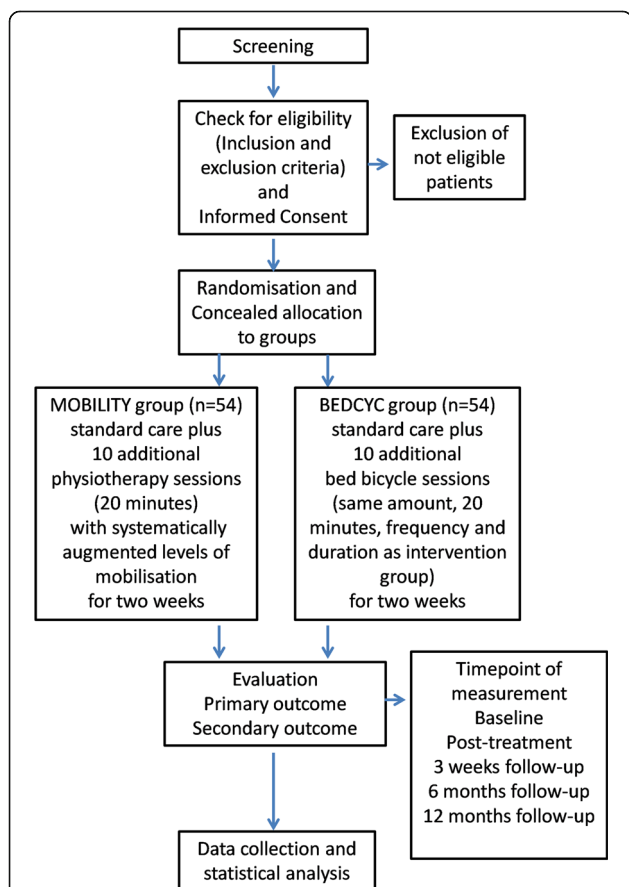 Screening
Check for eligibility
(Inclusion and
exclusion criteria)
and
Informed Consent
Exclusion of
not eligible
patients
Randomisation and
Concealed allocation
to groups
MOBILITY group (n=54)
standard care plus
10 additional
physiotherapy sessions
(20 minutes)
with systematically
augmented levels of
mobilisation
for two weeks
BEDCYC group (n=54)
standard care plus
10 additional
bed bicycle sessions
(same amount, 20
minutes, frequency and
duration as intervention
group)
for two weeks
Evaluation
Primary outcome
Secondary outcome
Timepoint of
measurement
Baseline
Post-treatment
3 weeks follow-up
6 months follow-up
12 months follow-up
Data collection and
statistical analysis